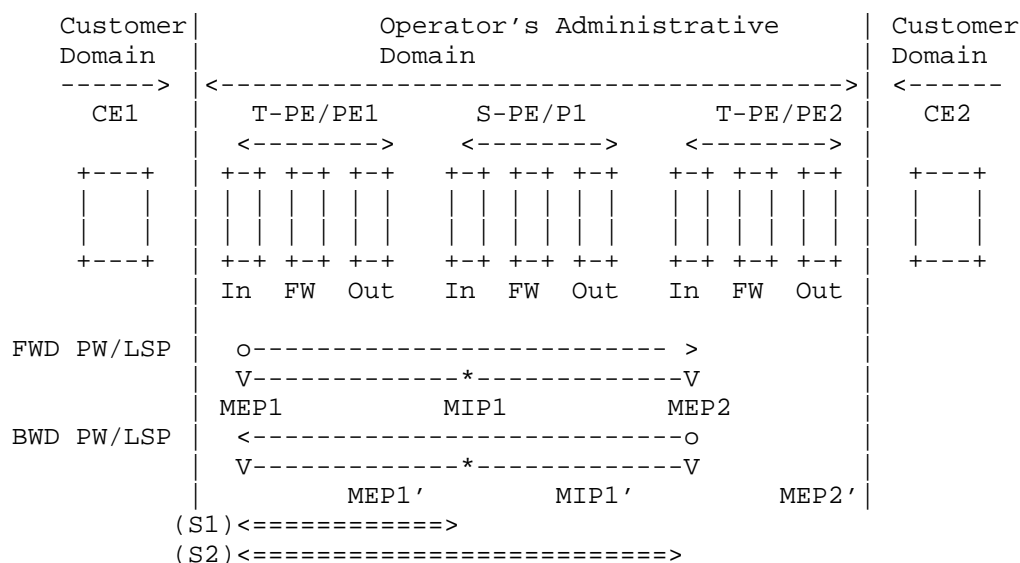 Customer| Operator's Administrative | Customer
Domain | Domain | Domain
------> |<---------------------------------------> | <------
CE1 | T-PE/PE1 S-PE/P1 T-PE/PE2 | CE2
| <--------> <--------> <--------> |
+---+ | +-+ +-+ +-+ +-+ +-+ +-+ +-+ +-+ +-+ | +---+
| | | | | | | | | | | | | | | | | | | | | | | |
| | | | | | | | | | | | | | | | | | | | | | | |
+---+ | +-+ +-+ +-+ +-+ +-+ +-+ +-+ +-+ +-+ | +---+
| In FW Out In FW Out In FW Out |
FWD PW/LSP | o-------------------------- > |
| V-------------*-------------V |
| MEP1 MIP1 MEP2 |
BWD PW/LSP | <---------------------------o |
| V-------------*-------------V |
| MEP1' MIP1' MEP2'|
(S1)<============>
(S2)<==========================>